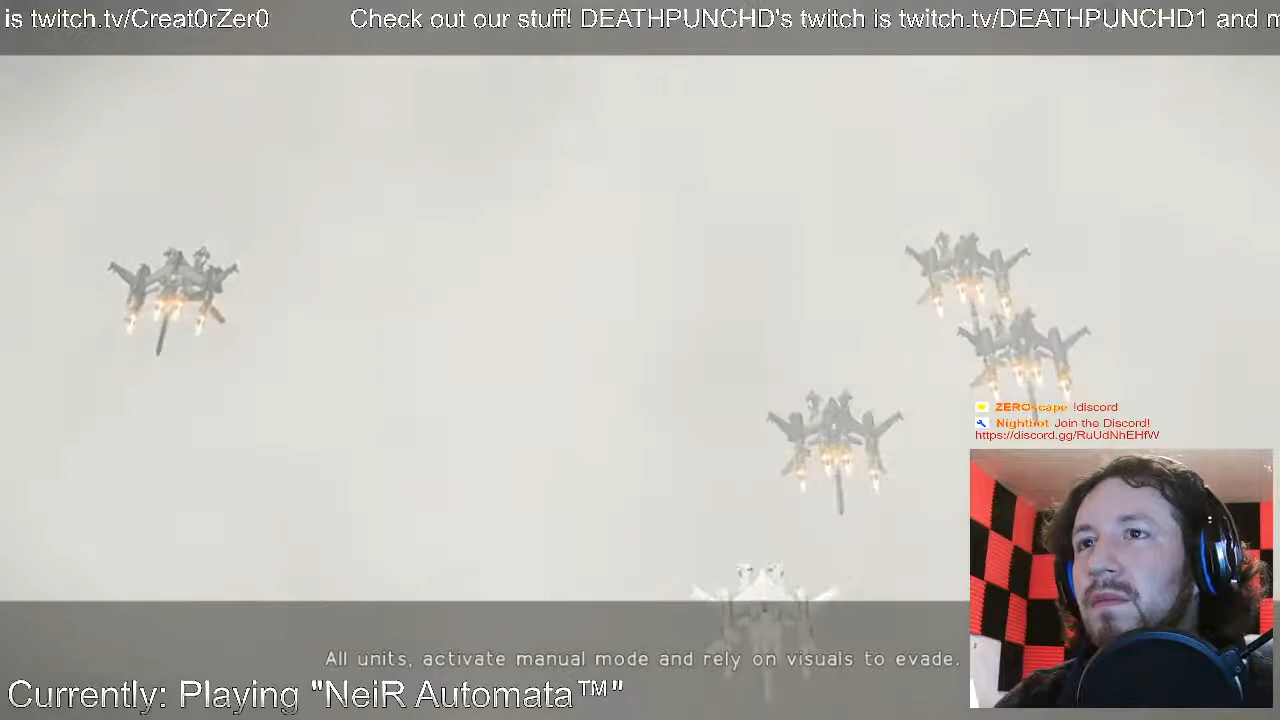 is twitch.tv/Creat0rZer0 Check out our stuff! DEATHPUNCHD's twitch is twitch.tv/DEATHPUNCHD1 and m
ZEROscape !discord
Nightbot Join the Discord!
https://discord.gg/RuUdNhEHfW
All units, activate manual mode and rely on visuals to evade.
Currently: Playing "NeiR Automata™"